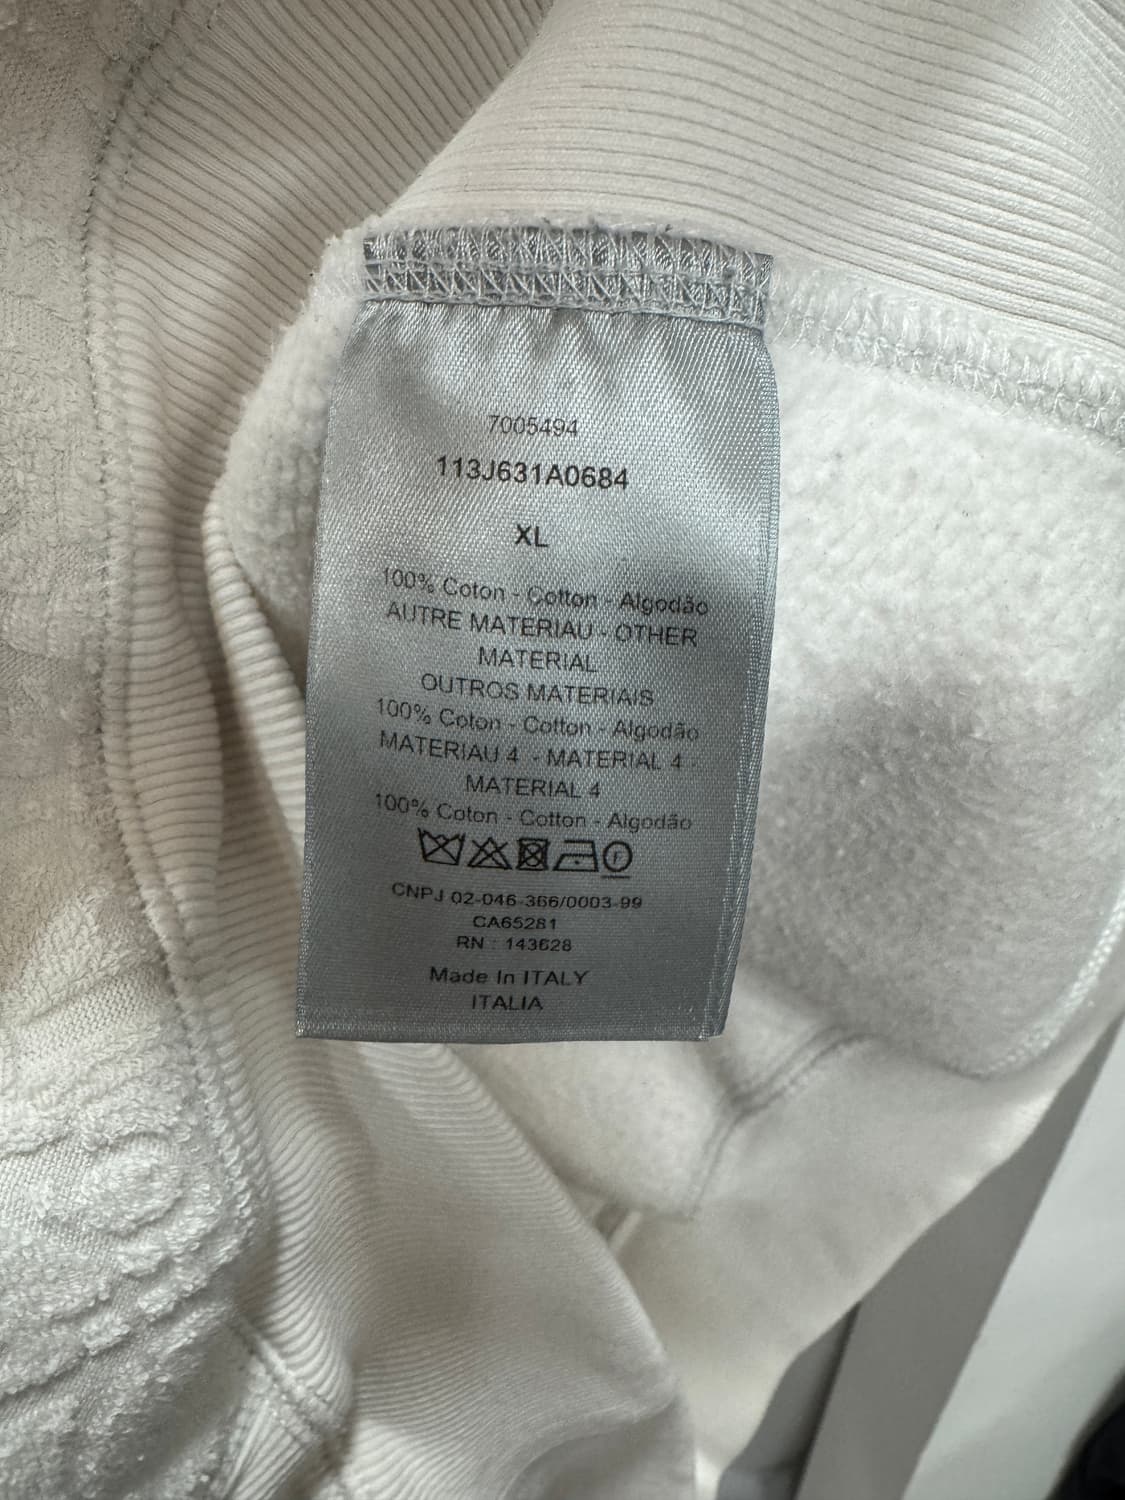 7005494
113J631A0684
XL
100% Coton - Cotton - Algodão
AUTRE MATERIAU - OTHER
MATERIAL
OUTROS MATERIAIS
100% Coton - Cotton - Algodão
MATERIAU 4 - MATERIAL 4 -
MATERIAL 4
100% Coton - Cotton - Algodão
F
CNPJ 02-046-366/0003-99
CA65281
RN : 143628
Made In ITALY
ITALIA